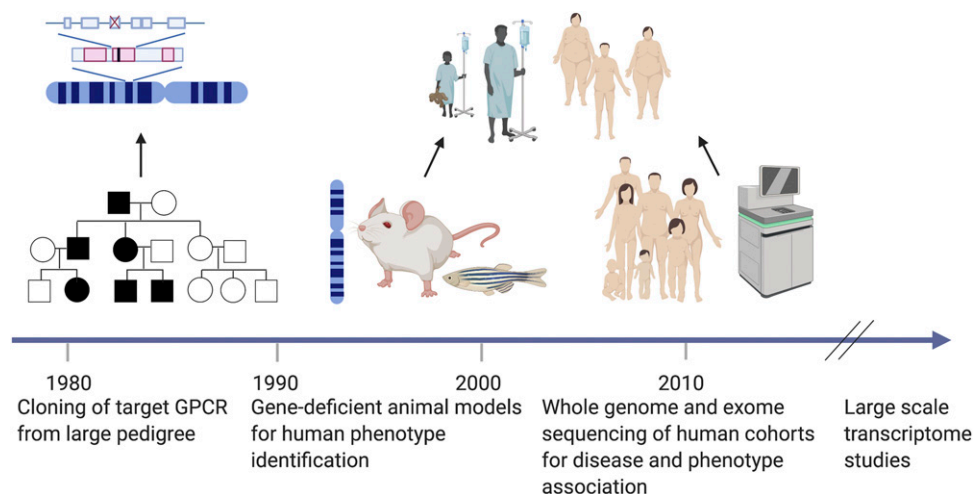 1980
1990
2000
2010
Cloning of target GPCR
from large pedigree
Gene-deficient animal models
for human phenotype
identification
Whole genome and exome
sequencing of human cohorts
for disease and phenotype
association
Large scale
transcriptome
studies